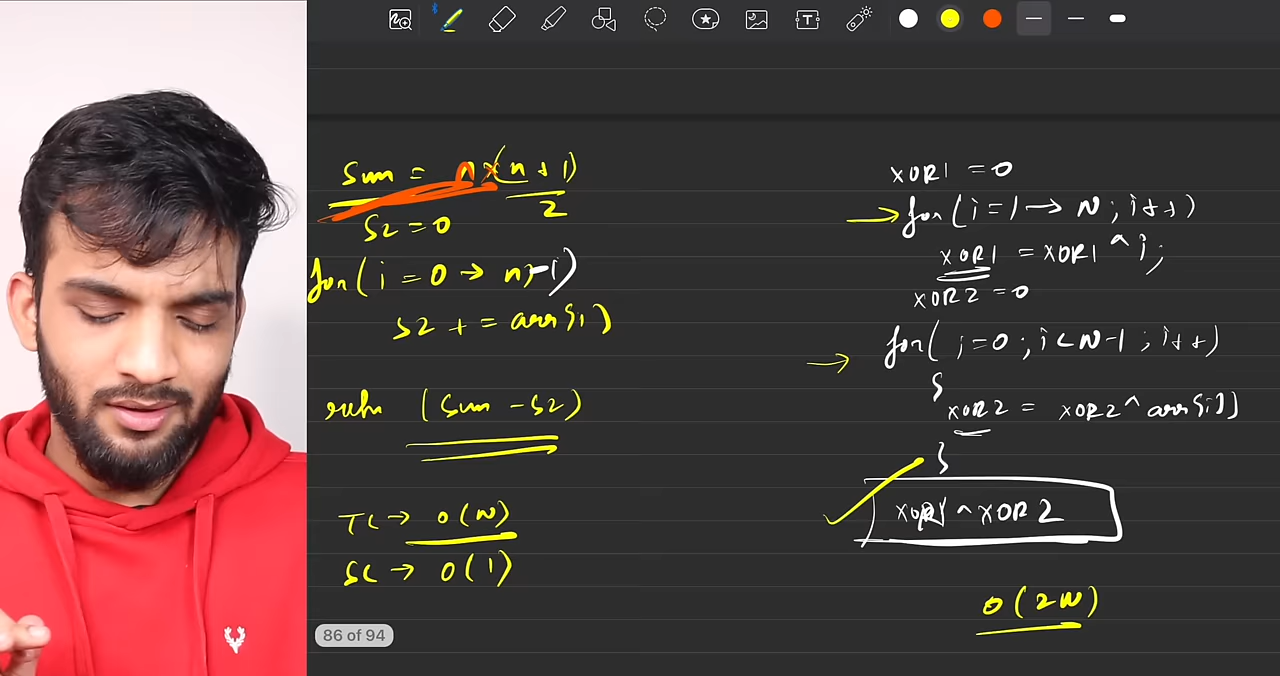 Sum = n x (n + 1)
2
S2 = 0
for( i = 0 → n-1)
S2 + = arr[i]
return (Sum - S2)
TC → O(N)
SC → O(1)
86 of 94
XOR1 = 0
→ for( i = 1 → N ; i++)
XOR1 = XOR1 ^ i;
XOR2 = 0
→ for( i=0 ; i < N-1 ; i++)
{
XOR2 = XOR2 ^ arr[i]
}
XOR1 ^ XOR2
O(2N)